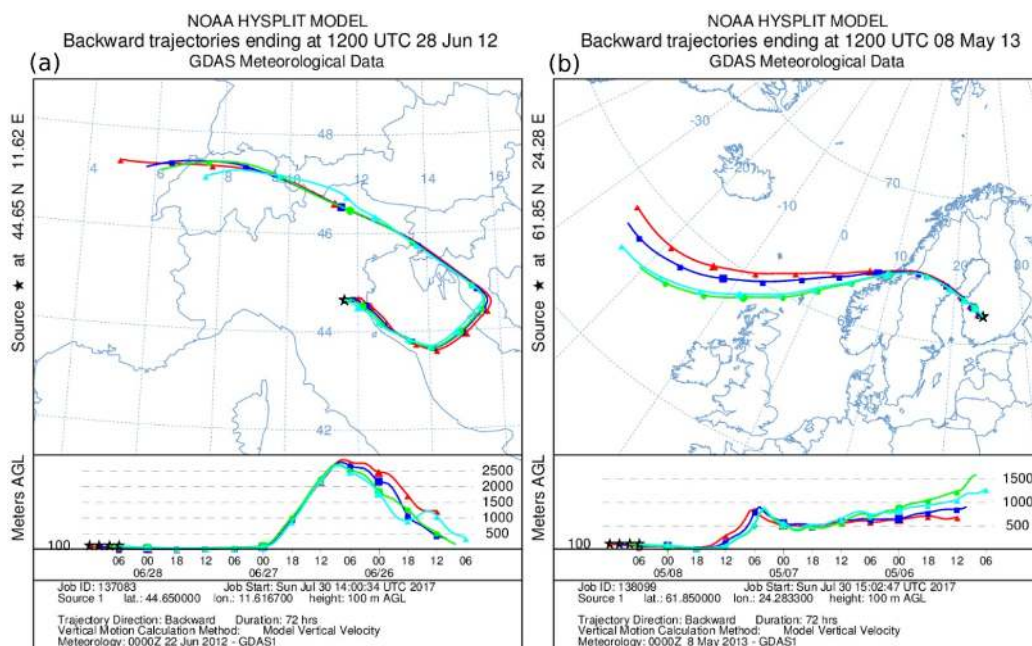 NOAA HYSPLIT MODEL
Backward trajectories ending at 1200 UTC 28 Jun 12
(a) GDAS Meteorological Data
Source ★ at 44.65 N 11.62 E
4 6 8 10 12 14 16
48
46
44
42
Meters AGL
2500
2000
1500
1000
500
100
06 00 18 12 06 00 18 12 06 00 18 12 06
06/28 06/27 06/26
Job ID: 137083 Job Start: Sun Jul 30 14:00:34 UTC 2017
Source 1 lat.: 44.650000 lon.: 11.616700 height: 100 m AGL
Trajectory Direction: Backward Duration: 72 hrs
Vertical Motion Calculation Method: Model Vertical Velocity
Meteorology: 0000Z 22 Jun 2012 - GDAS1
NOAA HYSPLIT MODEL
Backward trajectories ending at 1200 UTC 08 May 13
(b) GDAS Meteorological Data
Source ★ at 61.85 N 24.28 E
-30
-20
-10
0
10
20
30
70
Meters AGL
1500
1000
500
100
06 00 18 12 06 00 18 12 06 00 18 12 06
05/08 05/07 05/06
Job ID: 138099 Job Start: Sun Jul 30 15:02:47 UTC 2017
Source 1 lat.: 61.850000 lon.: 24.283300 height: 100 m AGL
Trajectory Direction: Backward Duration: 72 hrs
Vertical Motion Calculation Method: Model Vertical Velocity
Meteorology: 0000Z 8 May 2013 - GDAS1